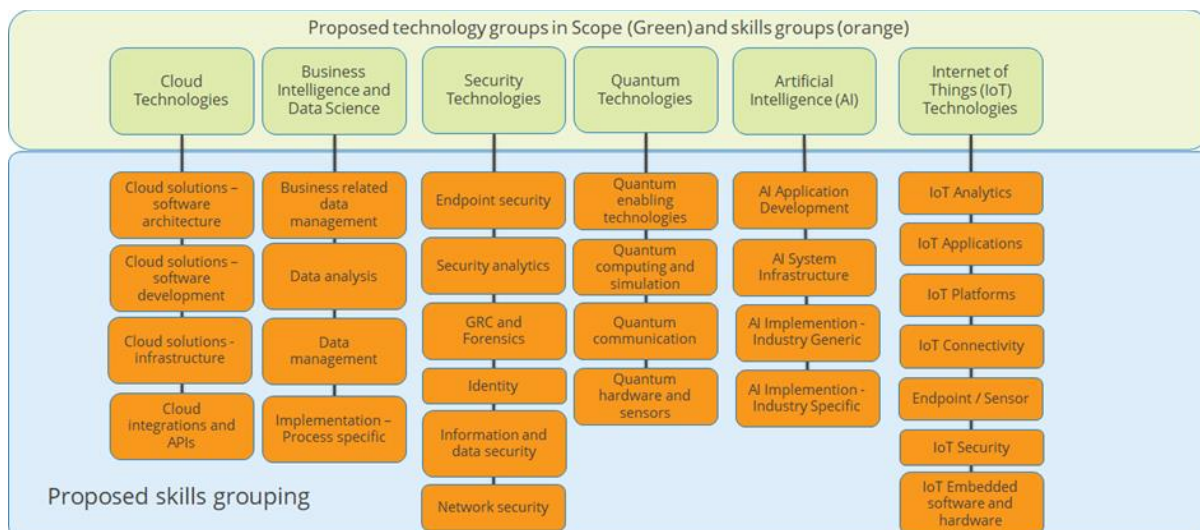 Proposed technology groups in Scope (Green) and skills groups (orange)
Cloud
Technologies
Business
Intelligence and
Data Science
Security
Technologies
Quantum
Technologies
Artificial
Intelligence (AI)
Internet of
Things (IoT)
Technologies
Cloud solutions –
software
architecture
Cloud solutions –
software
development
Cloud solutions -
infrastructure
Cloud
integrations and
APIs
Business related
data
management
Data analysis
Data
management
Implementation –
Process specific
Endpoint security
Security analytics
GRC and
Forensics
Identity
Information and
data security
Network security
Quantum
enabling
technologies
Quantum
computing and
simulation
Quantum
communication
Quantum
hardware and
sensors
AI Application
Development
AI System
Infrastructure
AI Implemention -
Industry Generic
AI Implemention -
Industry Specific
IoT Analytics
IoT Applications
IoT Platforms
IoT Connectivity
Endpoint / Sensor
IoT Security
IoT Embedded
software and
hardware
Proposed skills grouping